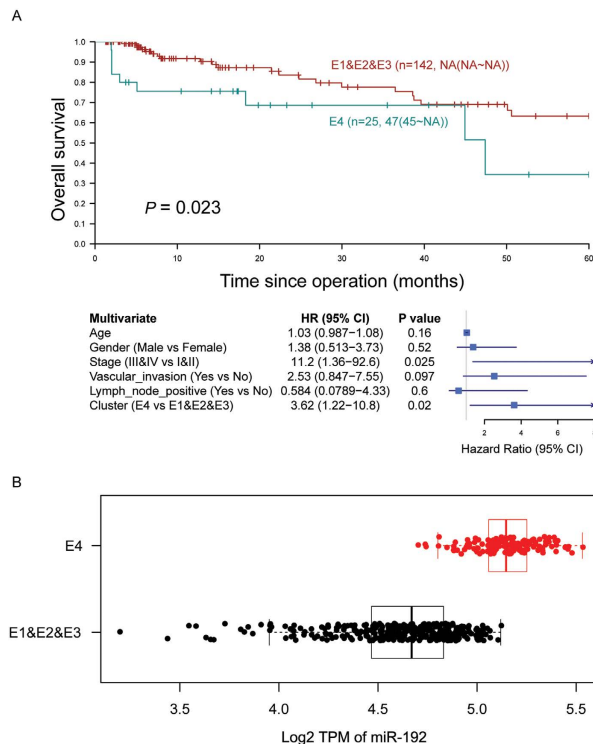 A
Overall survival
1.0
0.9
0.8
0.7
0.6
0.5
0.4
0.3
0.2
0.1
0.0
E1&E2&E3 (n=142, NA(NA~NA))
E4 (n=25, 47(45~NA))
P = 0.023
0 10 20 30 40 50 60
Time since operation (months)
Multivariate HR (95% CI) P value
Age 1.03 (0.987−1.08) 0.16
Gender (Male vs Female) 1.38 (0.513−3.73) 0.52
Stage (III&IV vs I&II) 11.2 (1.36−92.6) 0.025
Vascular_invasion (Yes vs No) 2.53 (0.847−7.55) 0.097
Lymph_node_positive (Yes vs No) 0.584 (0.0789−4.33) 0.6
Cluster (E4 vs E1&E2&E3) 3.62 (1.22−10.8) 0.02
2 4 6 8
Hazard Ratio (95% CI)
B
E4
E1&E2&E3
3.5 4.0 4.5 5.0 5.5
Log2 TPM of miR-192